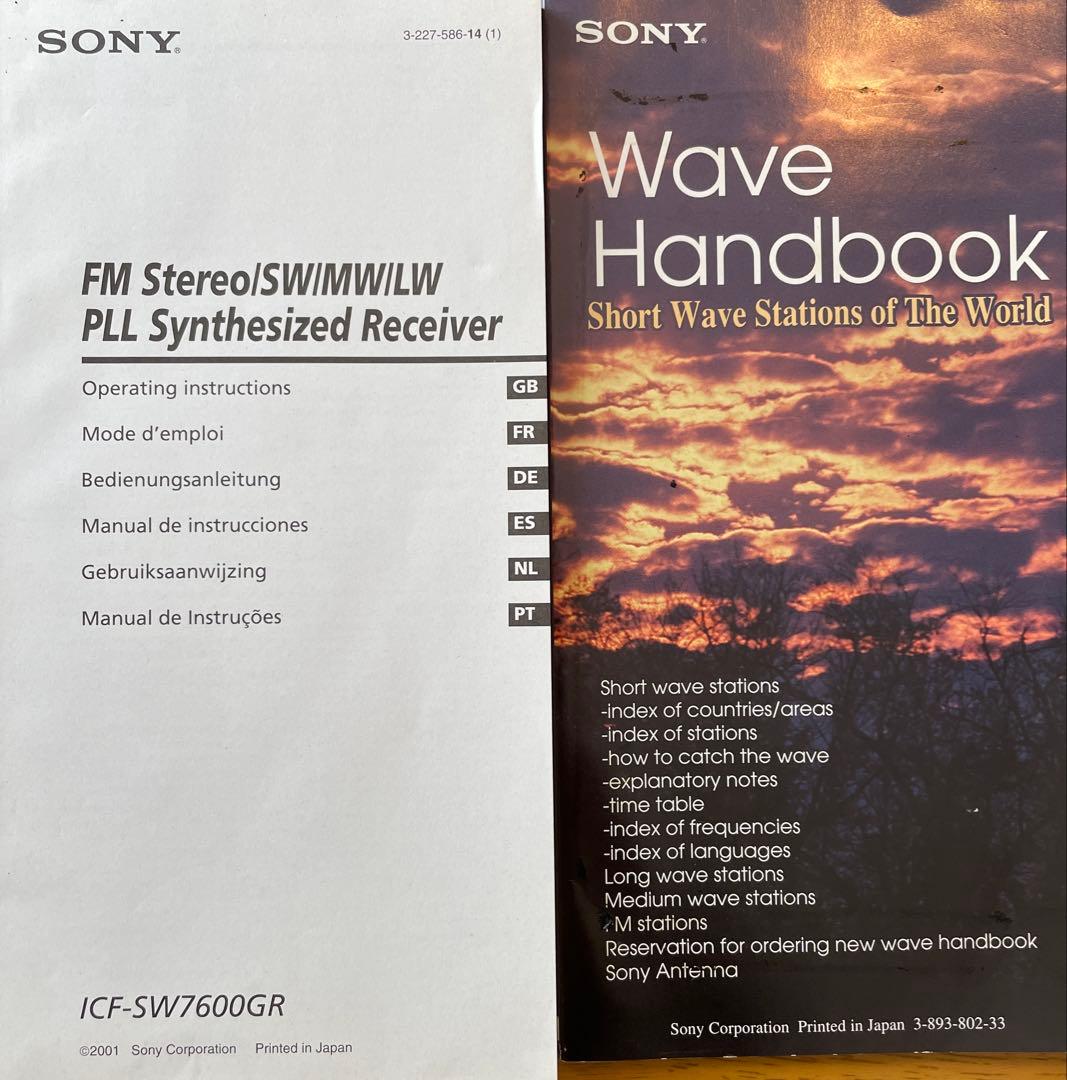 SONY®
3-227-586-14 (1)
FM Stereo/SW/MW/LW
PLL Synthesized Receiver
Operating instructions GB
Mode d'emploi FR
Bedienungsanleitung DE
Manual de instrucciones ES
Gebruiksaanwijzing NL
Manual de Instruções PT
ICF-SW7600GR
©2001 Sony Corporation Printed in Japan
SONY®
Wave
Handbook
Short Wave Stations of The World
Short wave stations
-index of countries/areas
-index of stations
-how to catch the wave
-explanatory notes
-time table
-index of frequencies
-index of languages
Long wave stations
Medium wave stations
FM stations
Reservation for ordering new wave handbook
Sony Antenna
Sony Corporation Printed in Japan 3-893-802-33